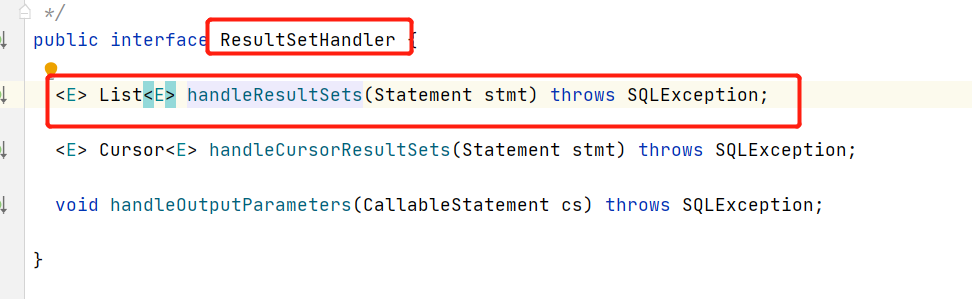 */
public interface ResultSetHandler {
<E> List<E> handleResultSets(Statement stmt) throws SQLException;
<E> Cursor<E> handleCursorResultSets(Statement stmt) throws SQLException;
void handleOutputParameters(CallableStatement cs) throws SQLException;
}